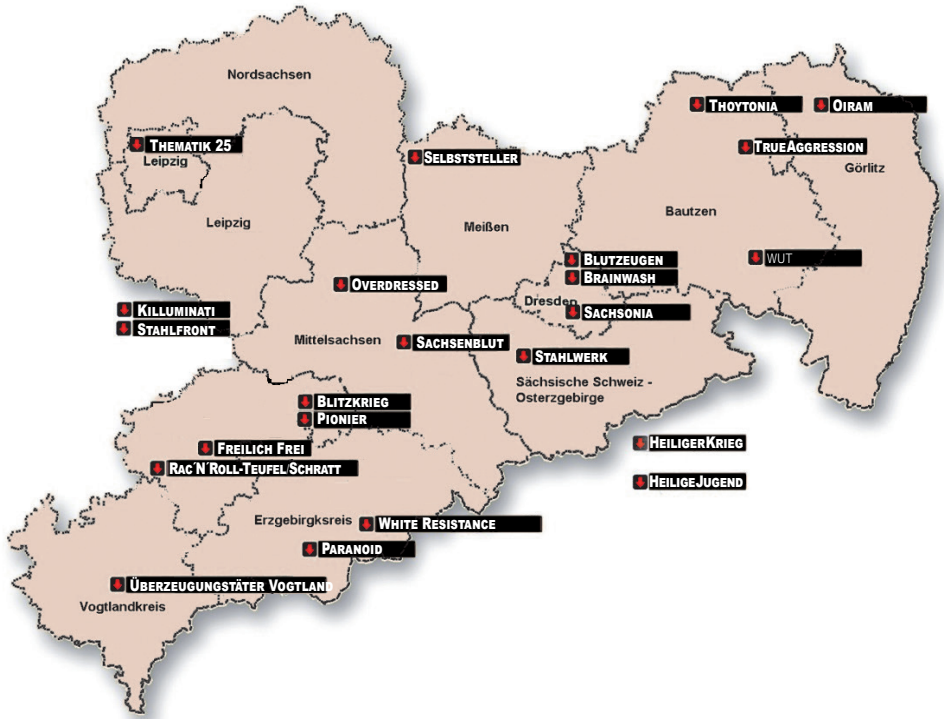 Nordsachsen
THOYTONIA
OIRAM
THEMATIK 25
Leipzig
SELBSTSTELLER
TRUEAGGRESSION
Görlitz
Leipzig
Meißen
Bautzen
BLUTZEUGEN
WUT
BRAINWASH
OVERDRESSED
Dresden
KILLUMINATI
SACHSONIA
STAHLFRONT
Mittelsachsen
SACHSENBLUT
STAHLWERK
Sächsische Schweiz -
Osterzgebirge
BLITZKRIEG
PIONIER
FREILICH FREI
HEILIGERKRIEG
RAC´N´ROLL-TEUFEL/SCHRATT
HEILIGEJUGEND
Erzgebirgksreis
WHITE RESISTANCE
PARANOID
ÜBERZEUGUNGSTÄTER VOGTLAND
Vogtlandkreis